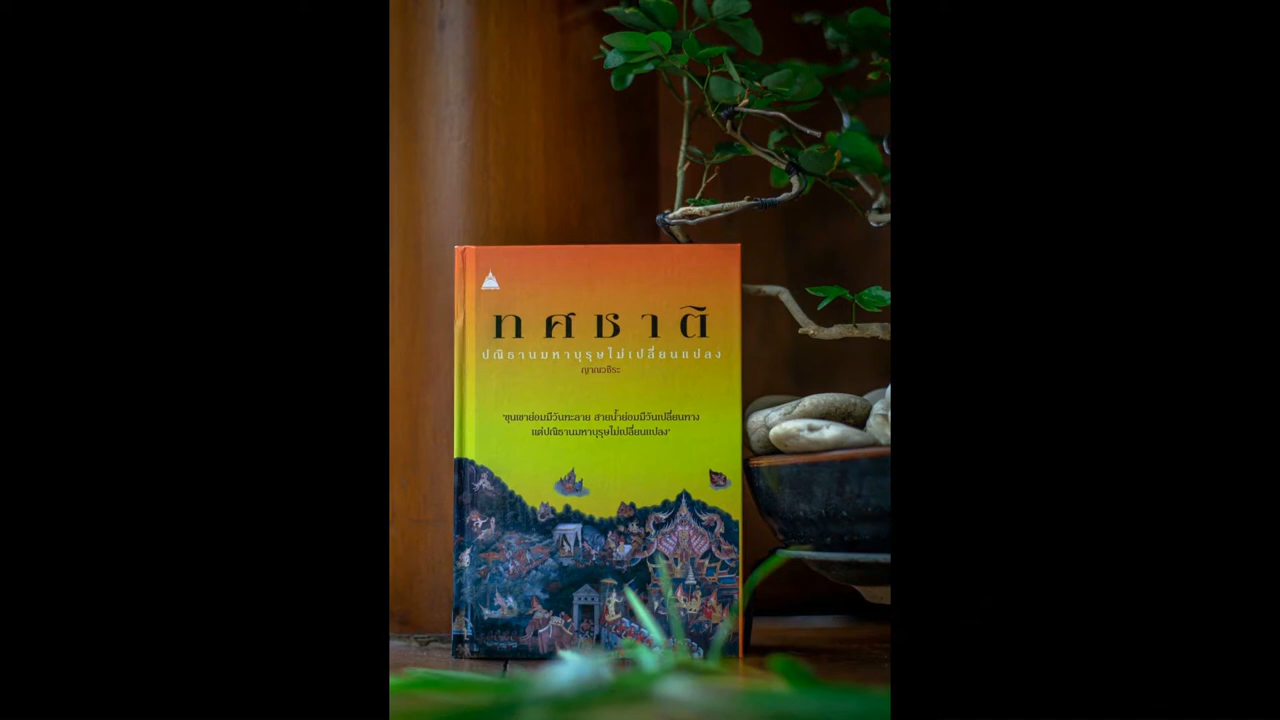 ทศชาติ
ปณิธานมหาบุรุษไม่เปลี่ยนแปลง
ญาณวชิระ
"ขุนเขาย่อมมีวันทะลาย สายน้ำย่อมมีวันเปลี่ยนทาง
แต่ปณิธานมหาบุรุษไม่เปลี่ยนแปลง"